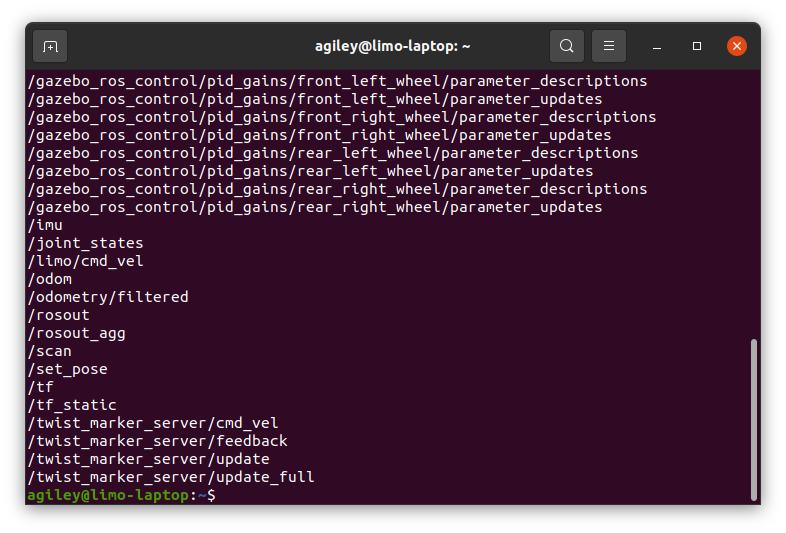 agiley@limo-laptop: ~
/gazebo_ros_control/pid_gains/front_left_wheel/parameter_descriptions
/gazebo_ros_control/pid_gains/front_left_wheel/parameter_updates
/gazebo_ros_control/pid_gains/front_right_wheel/parameter_descriptions
/gazebo_ros_control/pid_gains/front_right_wheel/parameter_updates
/gazebo_ros_control/pid_gains/rear_left_wheel/parameter_descriptions
/gazebo_ros_control/pid_gains/rear_left_wheel/parameter_updates
/gazebo_ros_control/pid_gains/rear_right_wheel/parameter_descriptions
/gazebo_ros_control/pid_gains/rear_right_wheel/parameter_updates
/imu
/joint_states
/limo/cmd_vel
/odom
/odometry/filtered
/rosout
/rosout_agg
/scan
/set_pose
/tf
/tf_static
/twist_marker_server/cmd_vel
/twist_marker_server/feedback
/twist_marker_server/update
/twist_marker_server/update_full
agiley@limo-laptop:~$